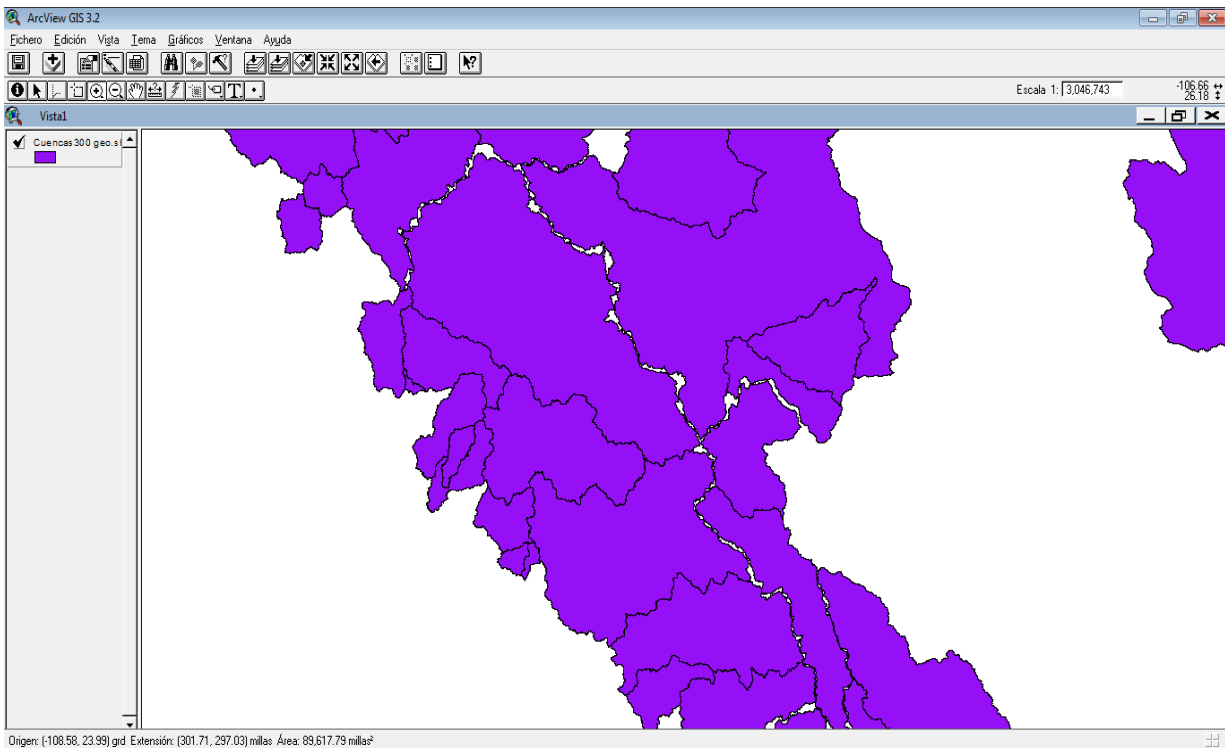 ArcView GIS 3.2
Fichero Edición Vista Tema Gráficos Ventana Ayuda
Escala 1: 3,046,743
-106.66
26.18
Vista1
Cuencas300 geo.sl
Origen: (-108.58, 23.99) grd Extensión: (301.71, 297.03) millas Área: 89,617.79 millas²